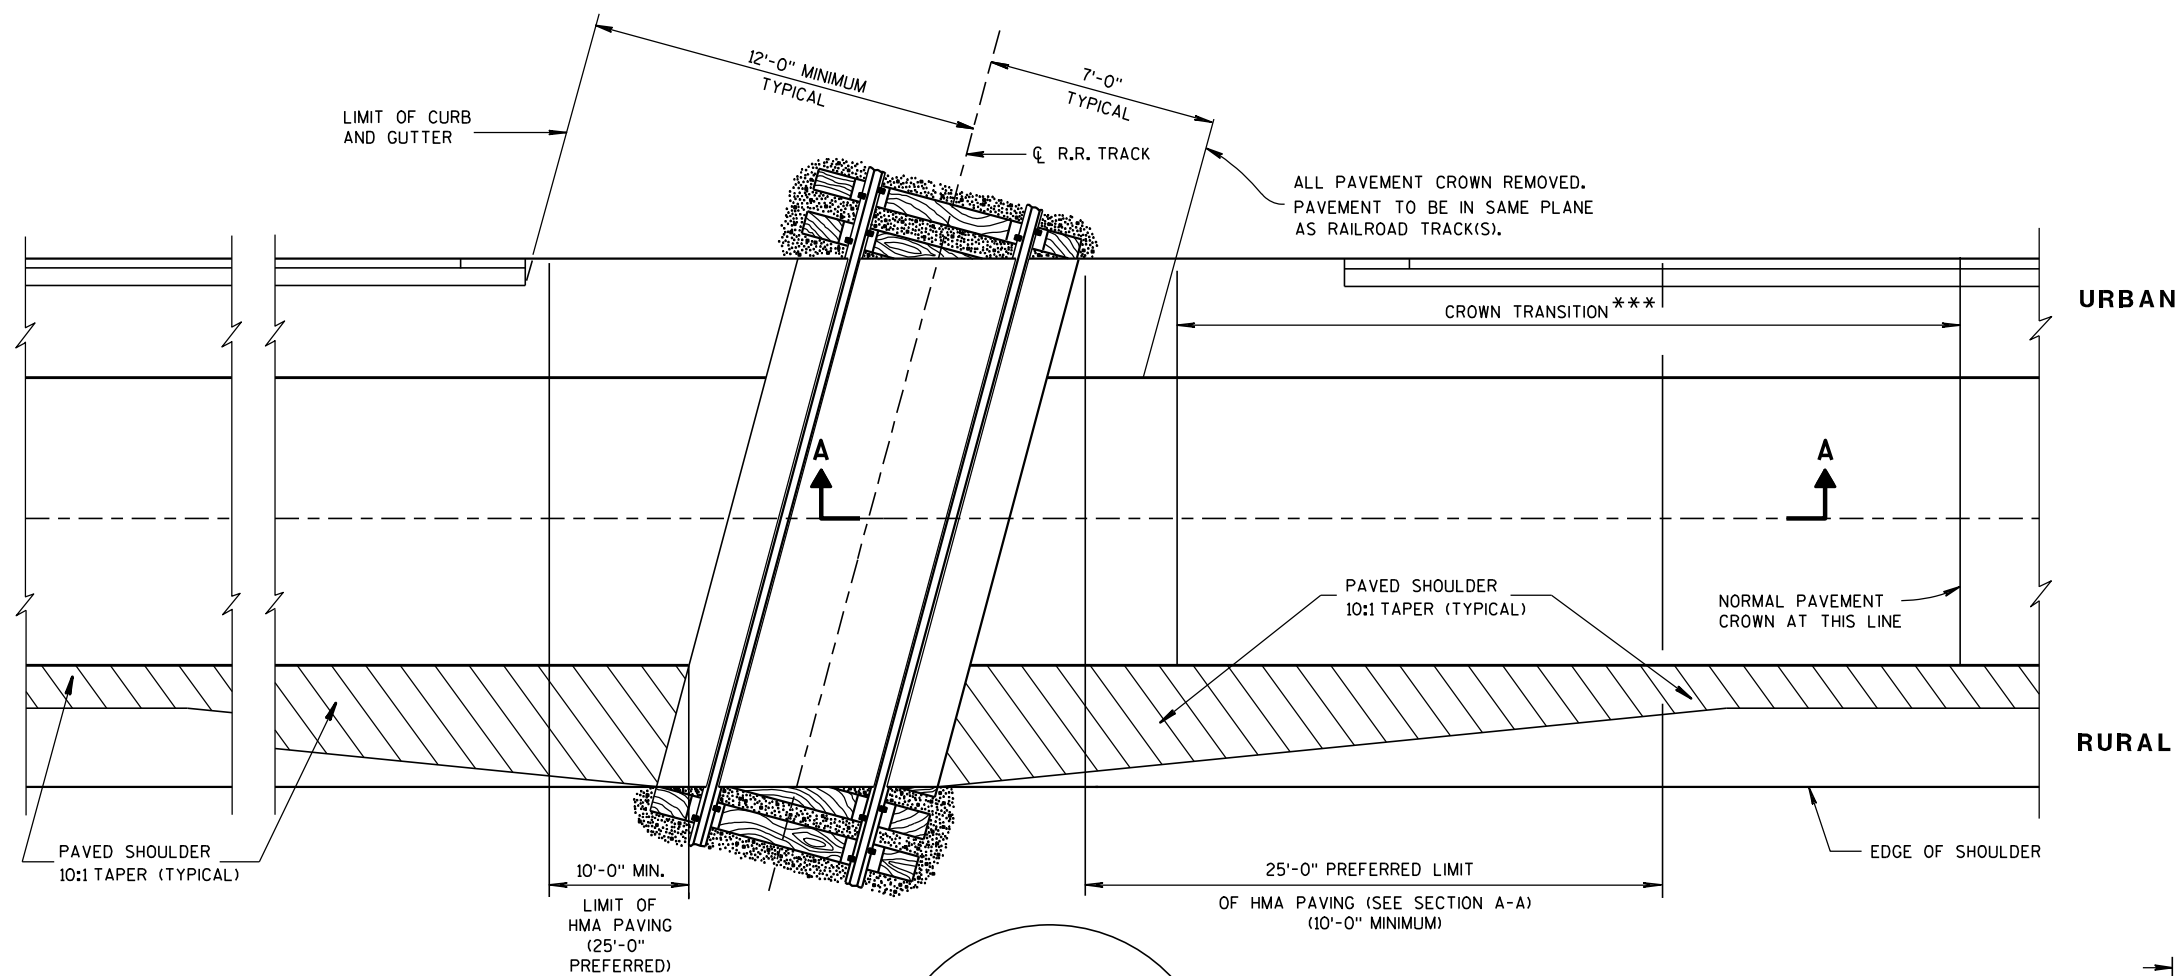 12'-0" MINIMUM
TYPICAL
7'-0"
TYPICAL
LIMIT OF CURB
AND GUTTER
℄ R.R. TRACK
ALL PAVEMENT CROWN REMOVED.
PAVEMENT TO BE IN SAME PLANE
AS RAILROAD TRACK(S).
URBAN
CROWN TRANSITION***
A
A
PAVED SHOULDER
10:1 TAPER (TYPICAL)
NORMAL PAVEMENT
CROWN AT THIS LINE
RURAL
PAVED SHOULDER
10:1 TAPER (TYPICAL)
EDGE OF SHOULDER
10'-0" MIN.
LIMIT OF
HMA PAVING
(25'-0"
PREFERRED)
25'-0" PREFERRED LIMIT
OF HMA PAVING (SEE SECTION A-A)
(10'-0" MINIMUM)